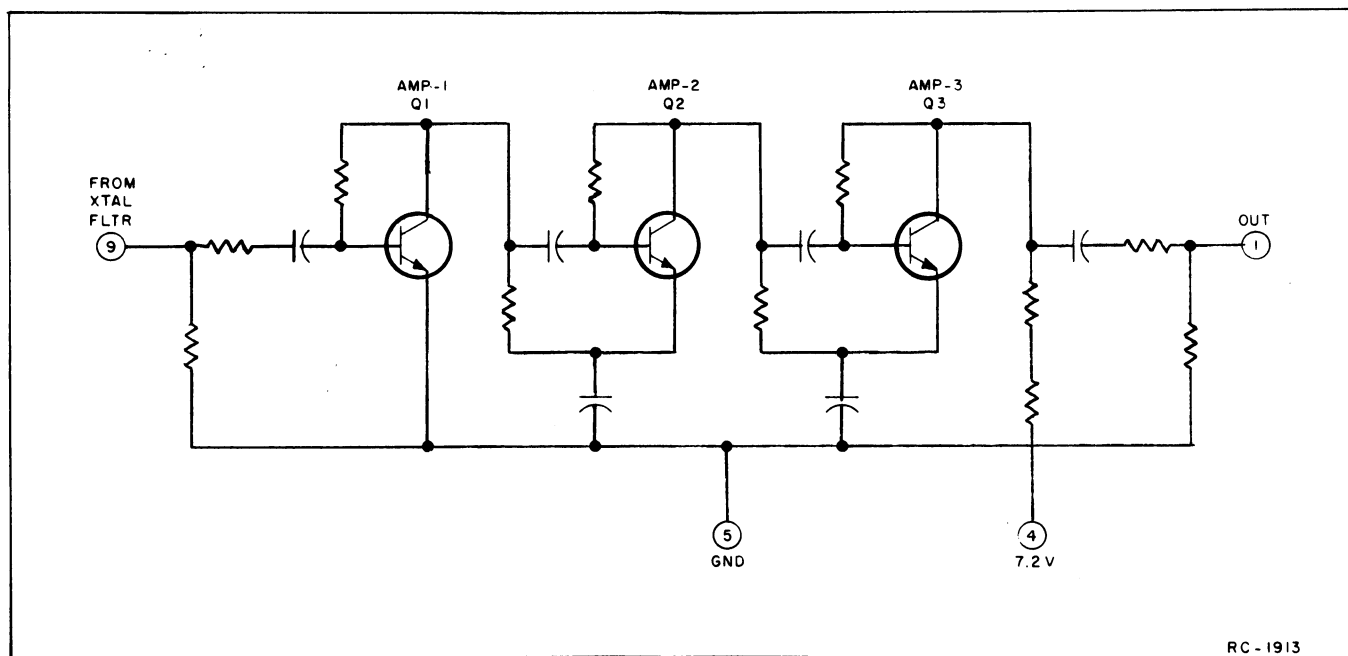 AMP-1
Q1
AMP-2
Q2
AMP-3
Q3
FROM
XTAL
FLTR
9
OUT
1
5
GND
4
7.2 V
RC-1913